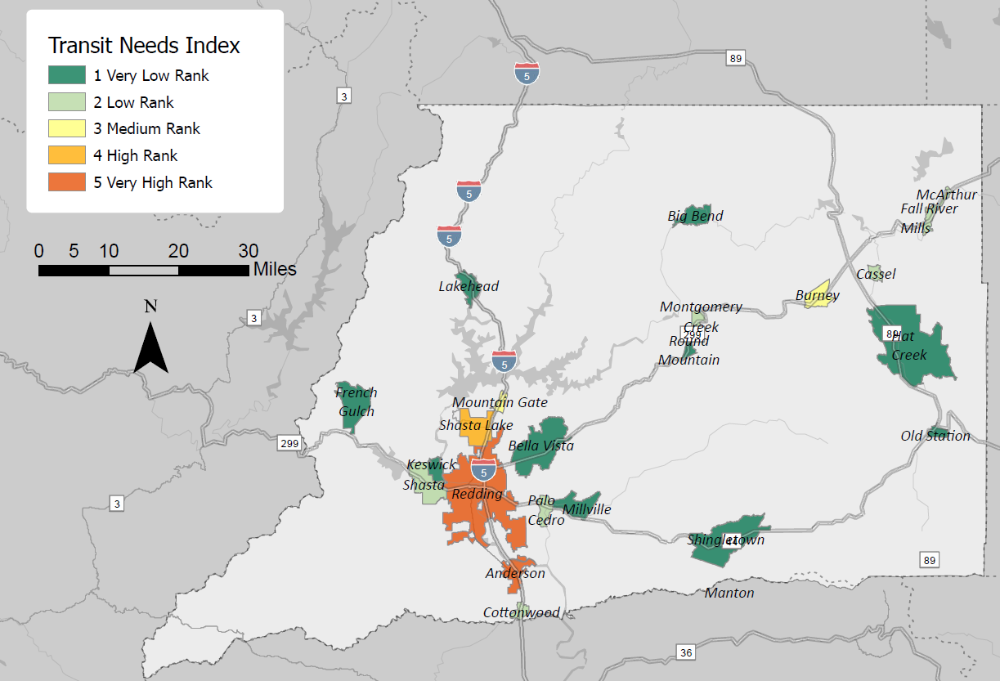 Transit Needs Index
1 Very Low Rank
2 Low Rank
3 Medium Rank
4 High Rank
5 Very High Rank
0 5 10 20 30
Miles
N
3
5
89
5
5
3
McArthur
Fall River
Mills
Big Bend
Cassel
Lakehead
Burney
Montgomery
Creek
299
Round
Mountain
89
Hat
Creek
5
French
Gulch
Mountain Gate
Shasta Lake
Bella Vista
Old Station
299
Keswick
5
Shasta
Redding
Palo
Cedro
Millville
3
Shingletown
44
89
Anderson
Manton
Cottonwood
36